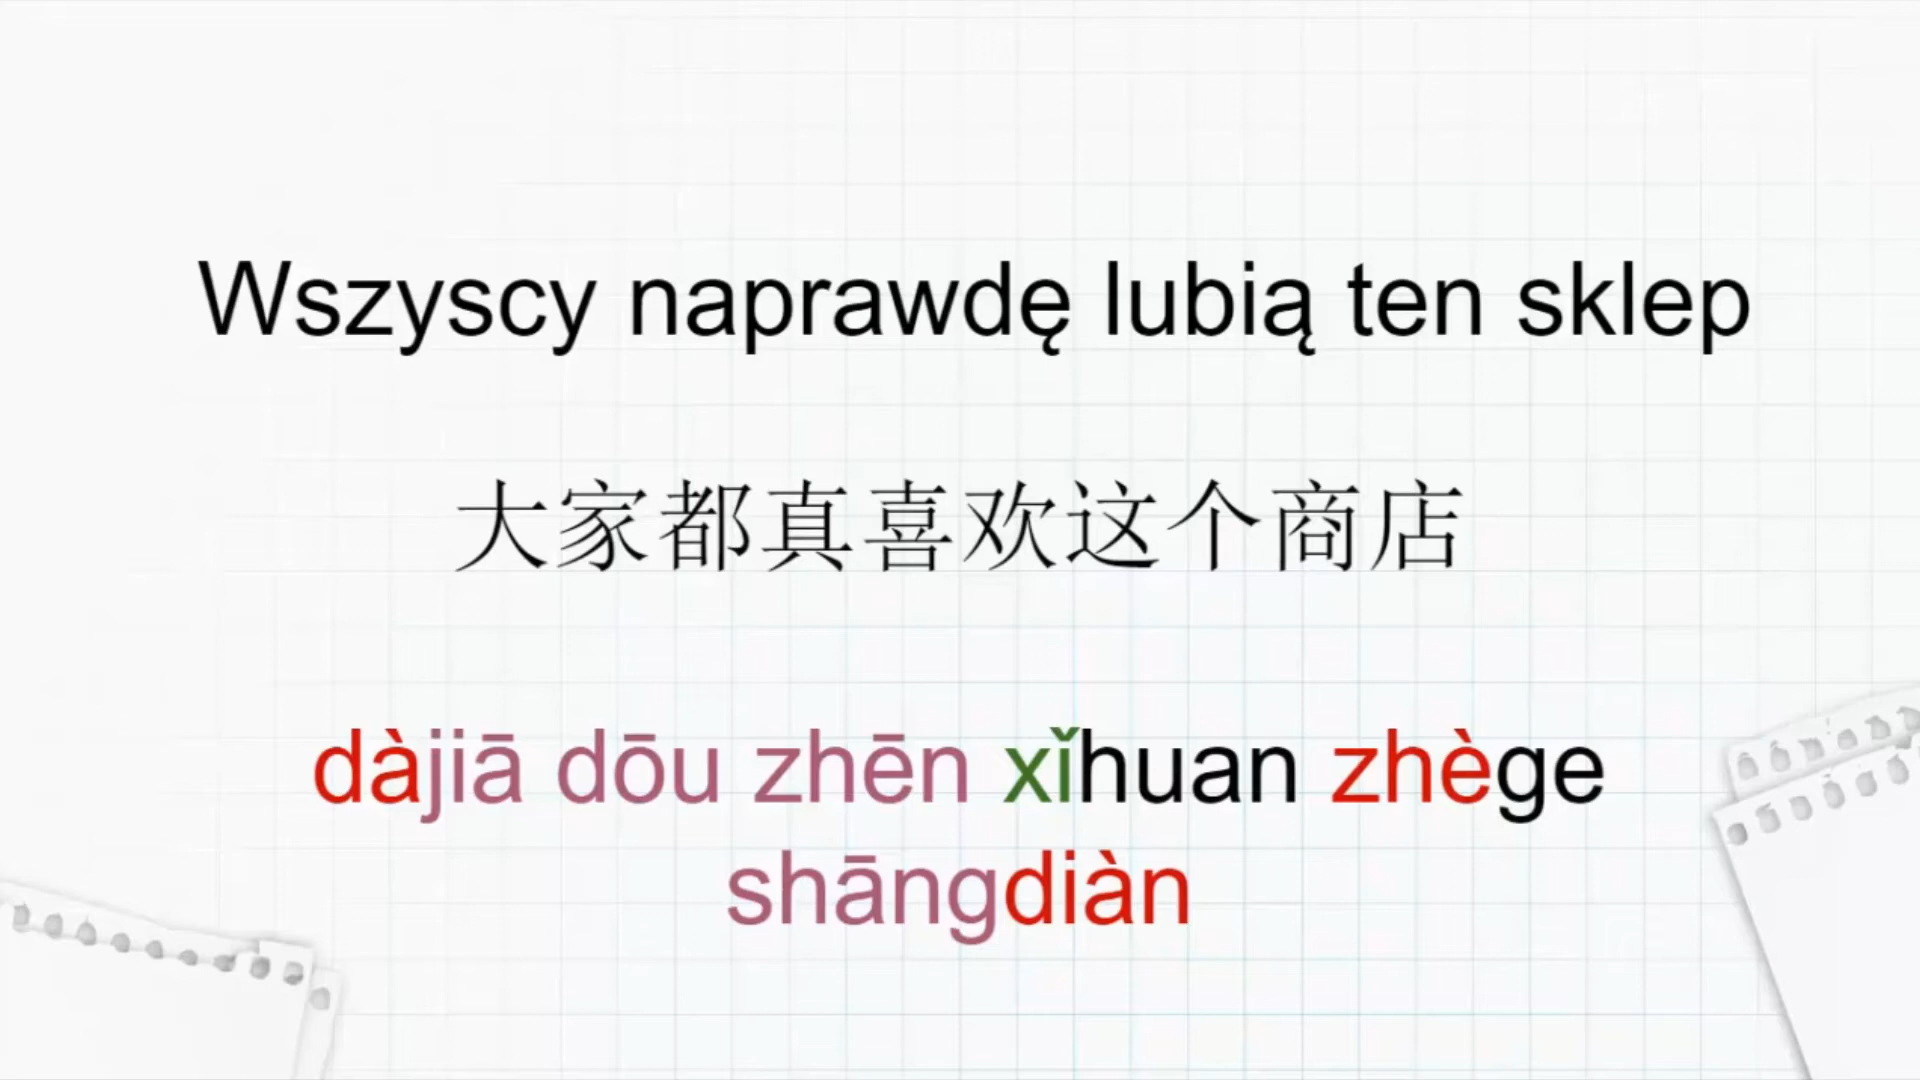 Wszyscy naprawdę lubią ten sklep
大家都真喜欢这个商店
dàjiā dōu zhēn xǐhuan zhège
shāngdiàn